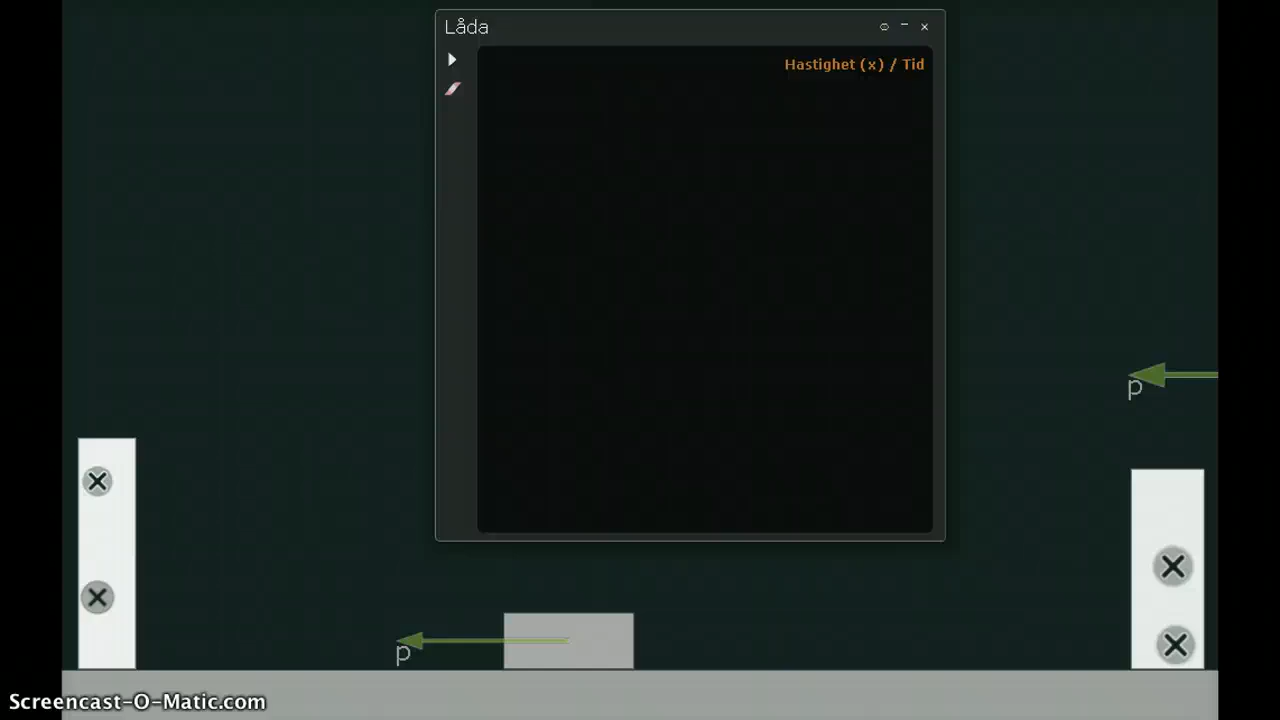 Låda
Hastighet (x) / Tid
p
p
Screencast-O-Matic.com